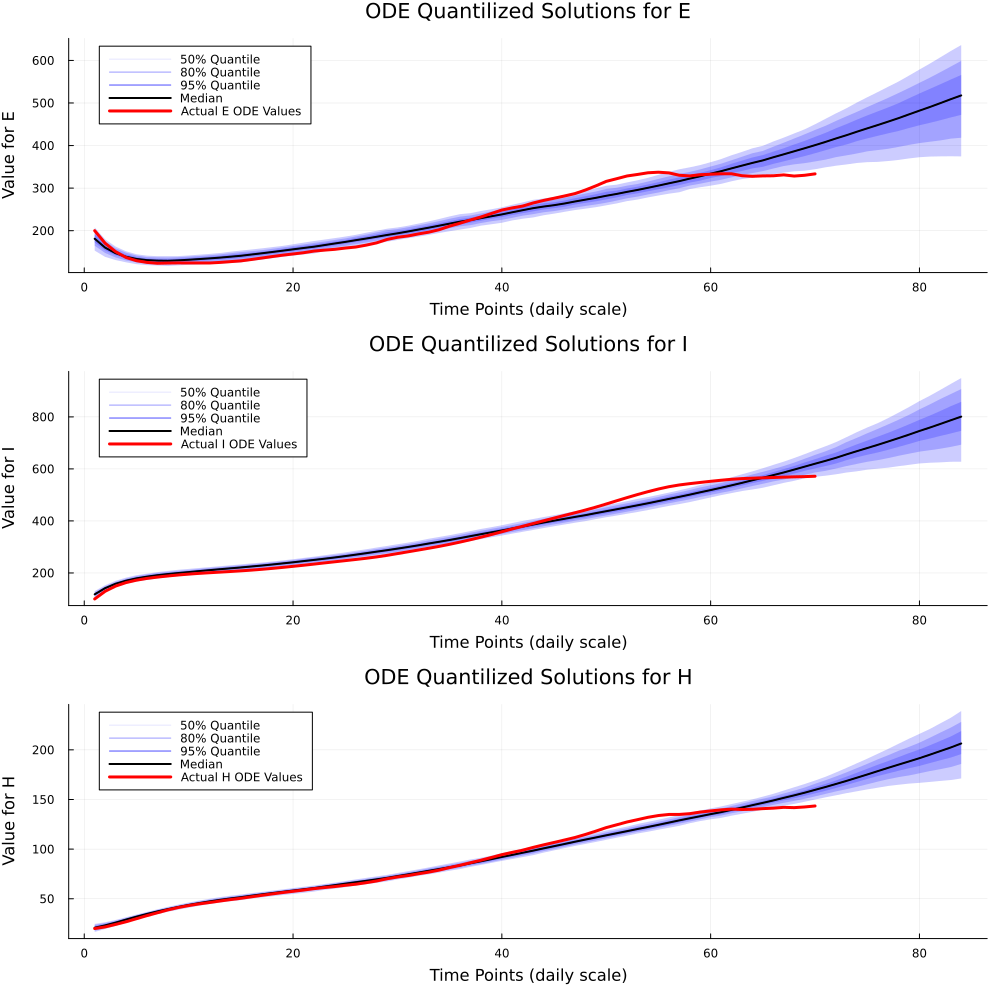 ODE Quantilized Solutions for E
50% Quantile
80% Quantile
95% Quantile
Median
Actual E ODE Values
Value for E
600
500
400
300
200
0 20 40 60 80
Time Points (daily scale)
ODE Quantilized Solutions for I
50% Quantile
80% Quantile
95% Quantile
Median
Actual I ODE Values
Value for I
800
600
400
200
0 20 40 60 80
Time Points (daily scale)
ODE Quantilized Solutions for H
50% Quantile
80% Quantile
95% Quantile
Median
Actual H ODE Values
Value for H
200
150
100
50
0 20 40 60 80
Time Points (daily scale)